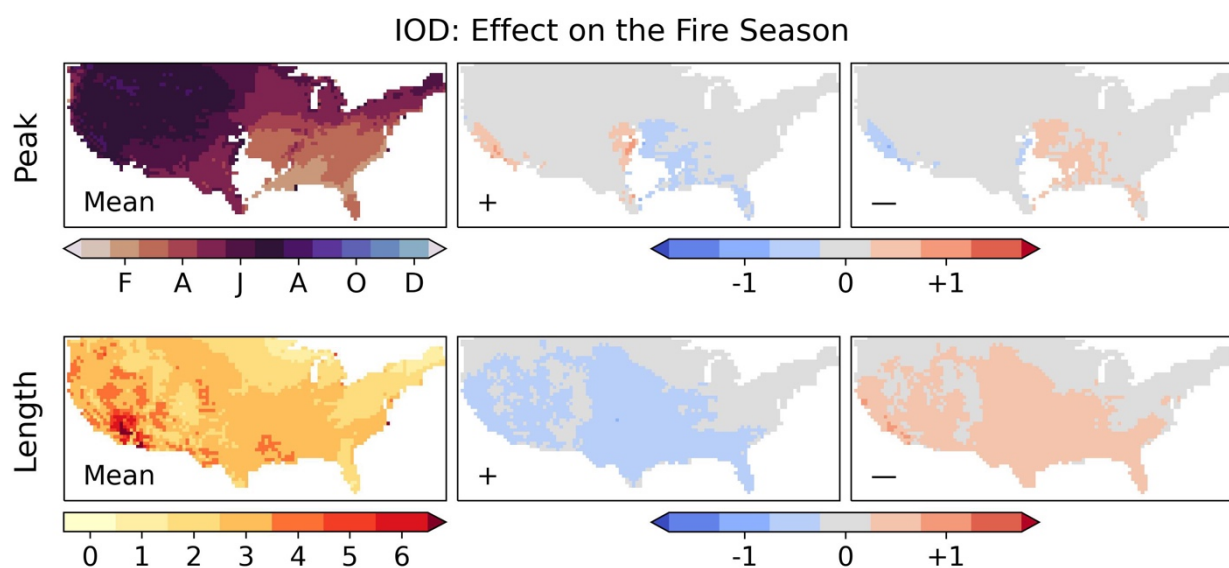 IOD: Effect on the Fire Season
Peak
Mean
+
—
F A J A O D
-1 0 +1
Length
Mean
+
—
0 1 2 3 4 5 6
-1 0 +1